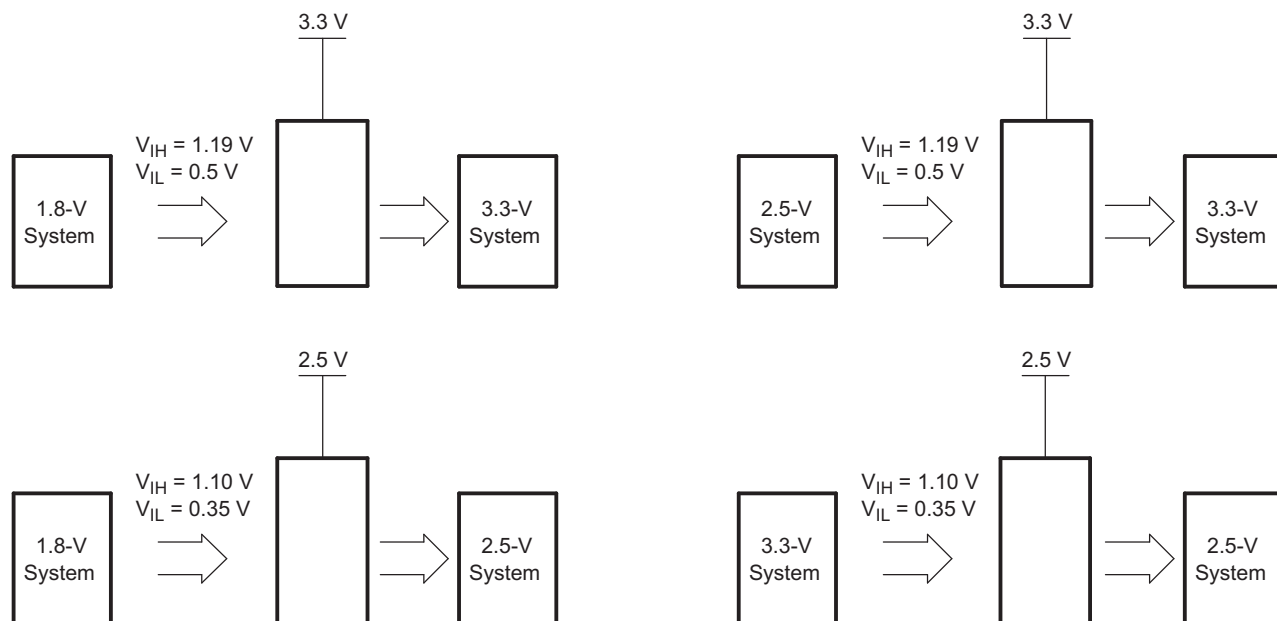 3.3 V
V_IH = 1.19 V
V_IL = 0.5 V
1.8-V
System
3.3-V
System
3.3 V
V_IH = 1.19 V
V_IL = 0.5 V
2.5-V
System
3.3-V
System
2.5 V
V_IH = 1.10 V
V_IL = 0.35 V
1.8-V
System
2.5-V
System
2.5 V
V_IH = 1.10 V
V_IL = 0.35 V
3.3-V
System
2.5-V
System